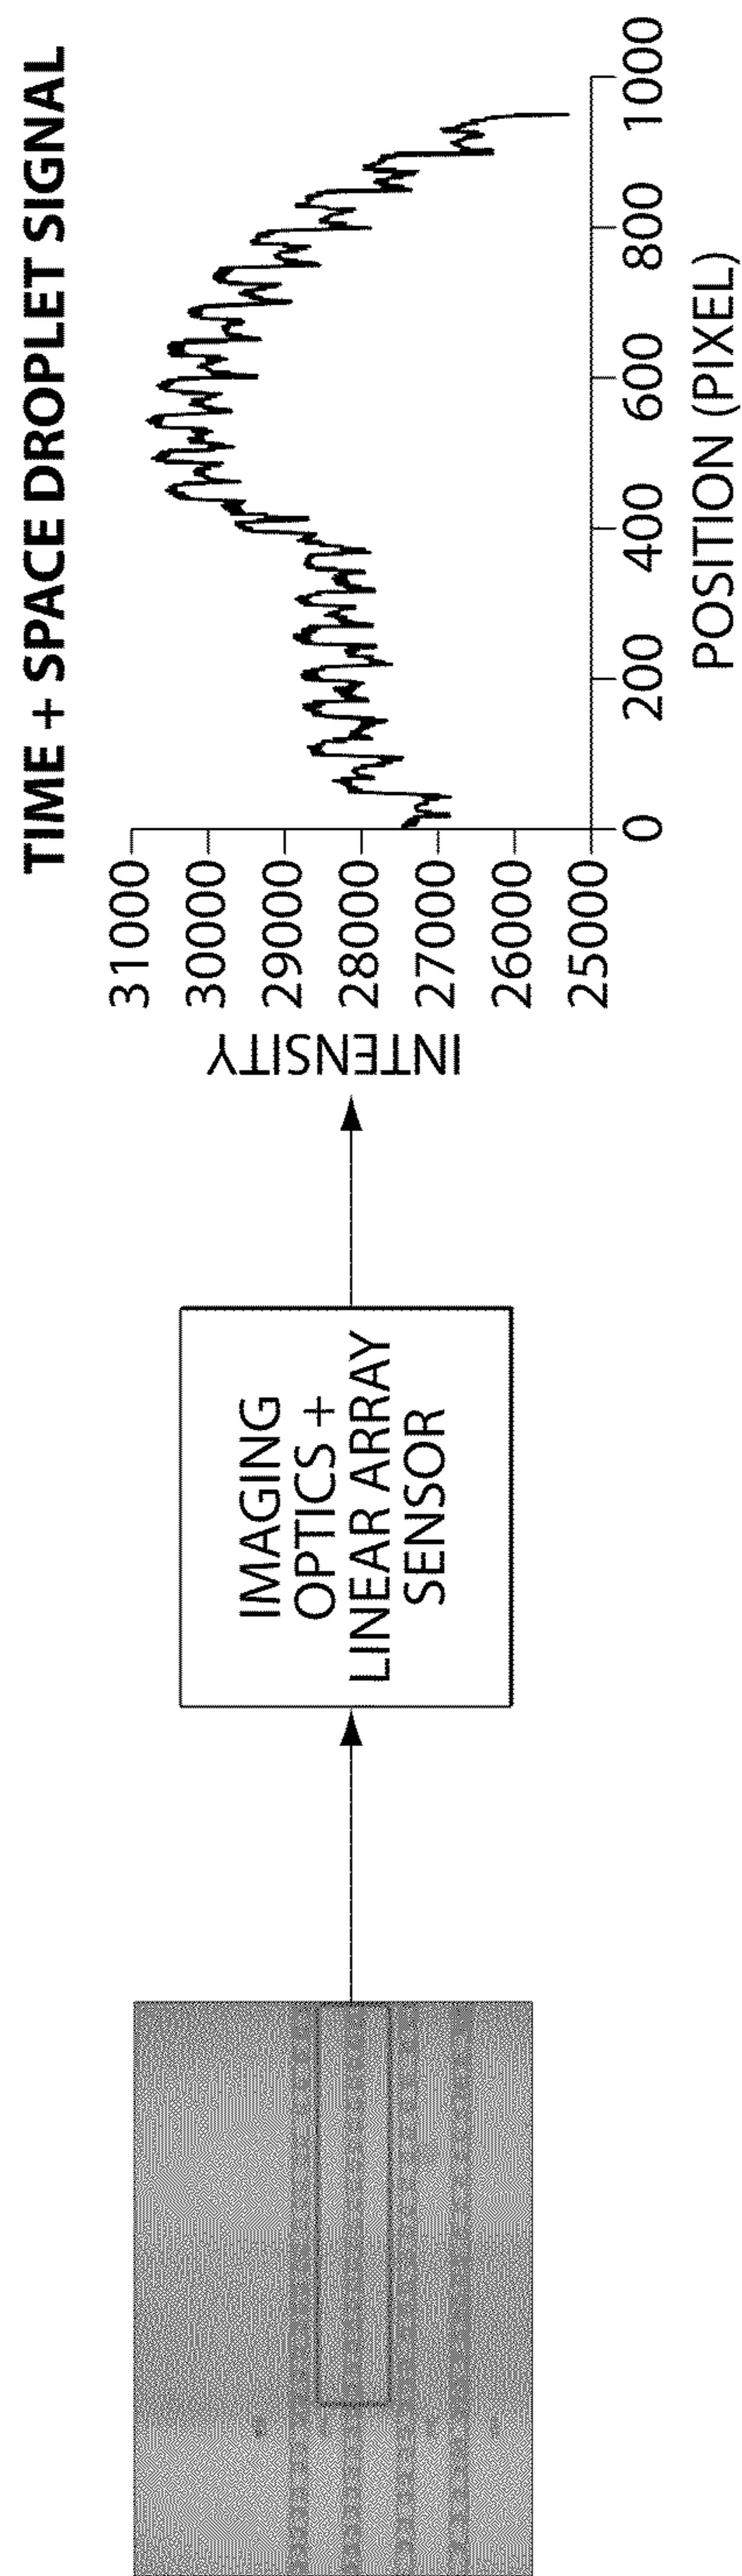 IMAGING
OPTICS +
LINEAR ARRAY
SENSOR
TIME + SPACE DROPLET SIGNAL
INTENSITY
31000
30000
29000
28000
27000
26000
25000
0
200
400
600
800
1000
POSITION (PIXEL)